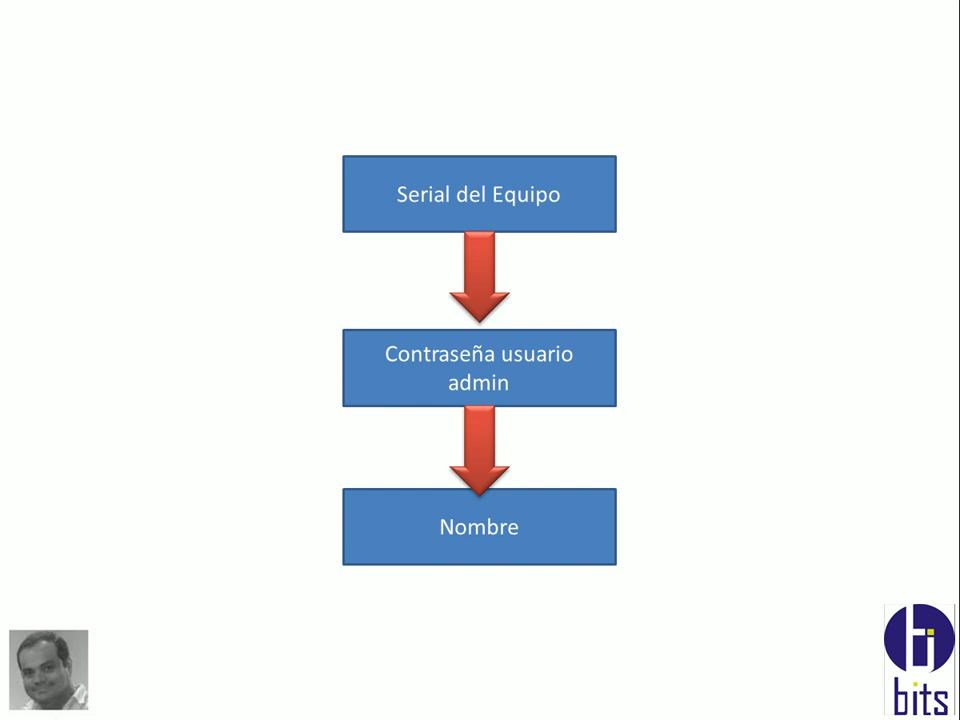 Serial del Equipo
Contraseña usuario
admin
Nombre
bits